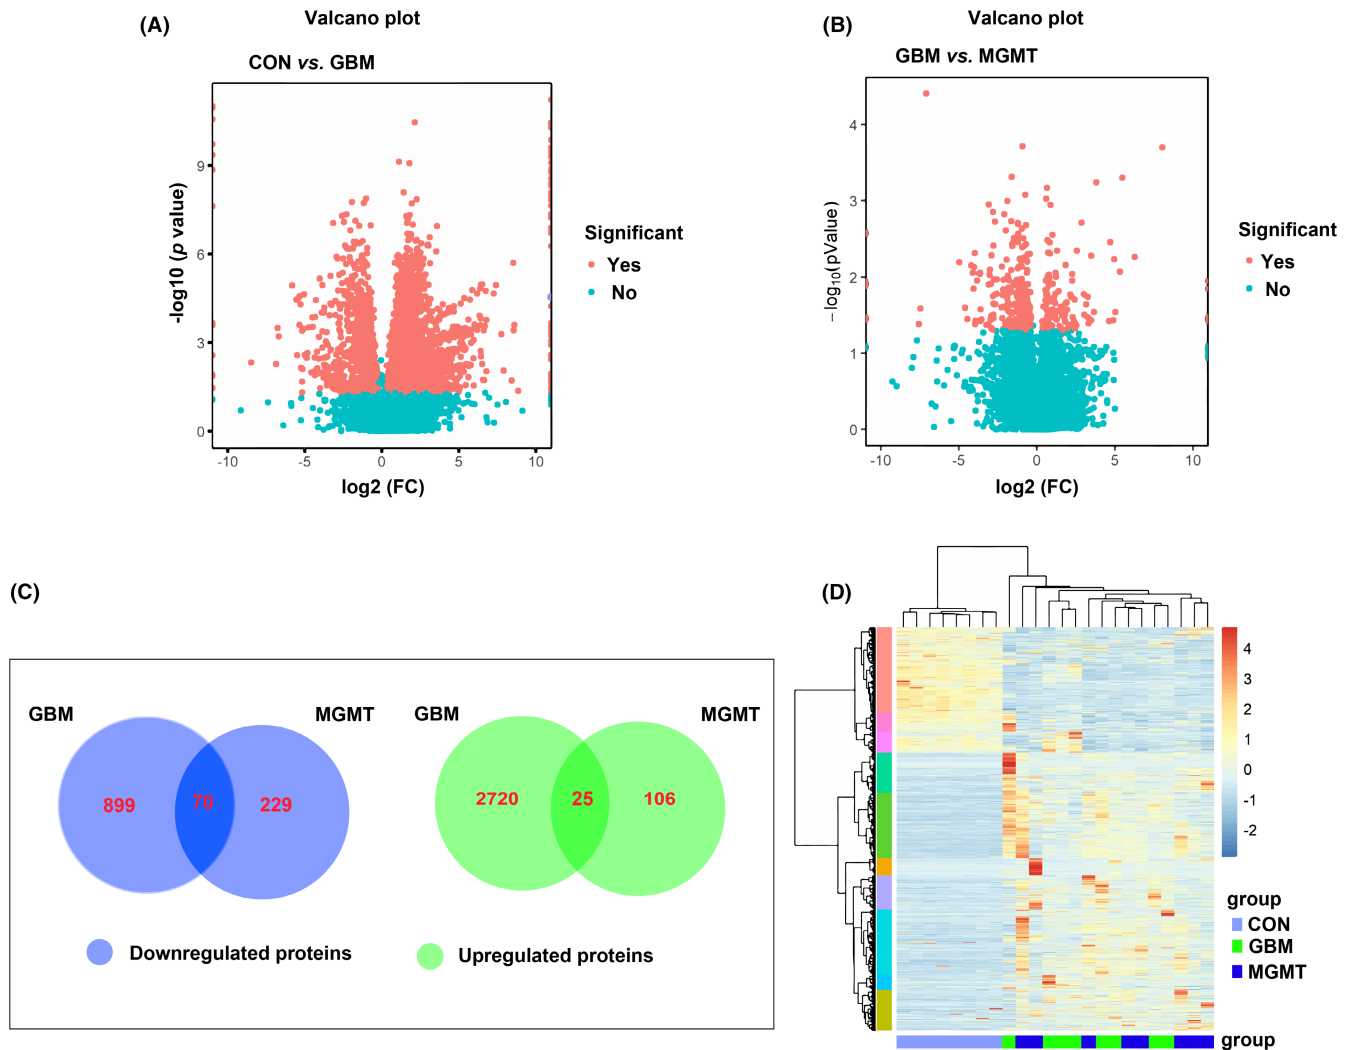 (A)
Valcano plot
CON vs. GBM
-log10 (p value)
9
6
3
0
-10
-5
0
5
10
log2 (FC)
Significant
Yes
No
(B)
Valcano plot
GBM vs. MGMT
− log10(pValue)
4
3
2
1
0
-10
-5
0
5
10
log2 (FC)
Significant
Yes
No
(C)
GBM
MGMT
899
70
229
GBM
MGMT
2720
25
106
Downregulated proteins
Upregulated proteins
(D)
4
3
2
1
0
-1
-2
group
CON
GBM
MGMT
group